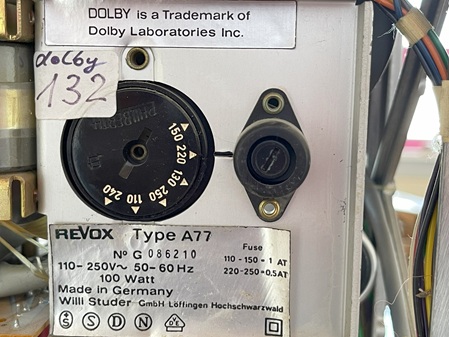 DOLBY is a Trademark of
Dolby Laboratories Inc.
dolby
132
150
220
130
250
110
240
REVOX Type A77
Nº G 086210
110-250V~ 50-60 Hz
100 Watt
Made in Germany
Willi Studer GmbH Löffingen Hochschwarzwald
Fuse
110-150 = 1 AT
220-250 = 0.5 AT
S S D N